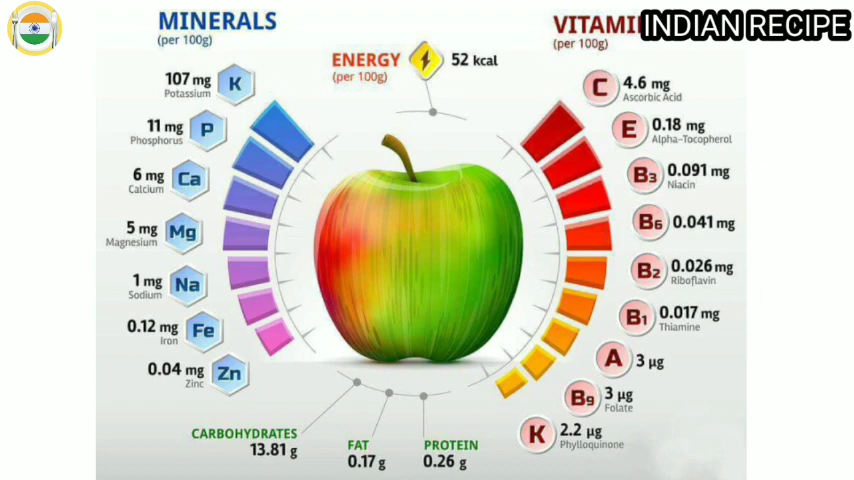 MINERALS
(per 100g)
107 mg
Potassium
K
11 mg
Phosphorus
P
6 mg
Calcium
Ca
5 mg
Magnesium
Mg
1 mg
Sodium
Na
0.12 mg
Iron
Fe
0.04 mg
Zinc
Zn
ENERGY
(per 100g)
52 kcal
CARBOHYDRATES
13.81 g
FAT
0.17 g
PROTEIN
0.26 g
INDIAN RECIPE
(per 100g)
C
4.6 mg
Ascorbic Acid
E
0.18 mg
Alpha-Tocopherol
B3
0.091 mg
Niacin
B6
0.041 mg
B2
0.026 mg
Riboflavin
B1
0.017 mg
Thiamine
A
3 µg
B9
3 µg
Folate
K
2.2 µg
Phylloquinone